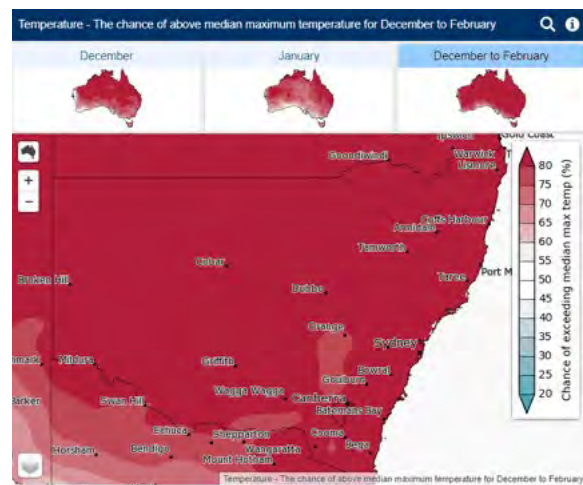 Temperature - The chance of above median maximum temperature for December to February
December
January
December to February
Gold Coast
Goondiwindi
Warwick
Lismore
Coffs Harbour
Armidale
Tamworth
Cobar
Broken Hill
Taree
Port M
Dubbo
Orange
Sydney
Mildura
Griffith
Bowral
Goulburn
Wagga Wagga
Canberra
Swan Hill
Batemans Bay
Echuca
Shepparton
Cooma
Bega
Wangaratta
Horsham
Bendigo
Mount Hotham
80
75
70
65
60
55
50
45
40
35
30
25
20
Chance of exceeding median max temp (%)
+
−
Temperature - The chance of above median maximum temperature for December to February